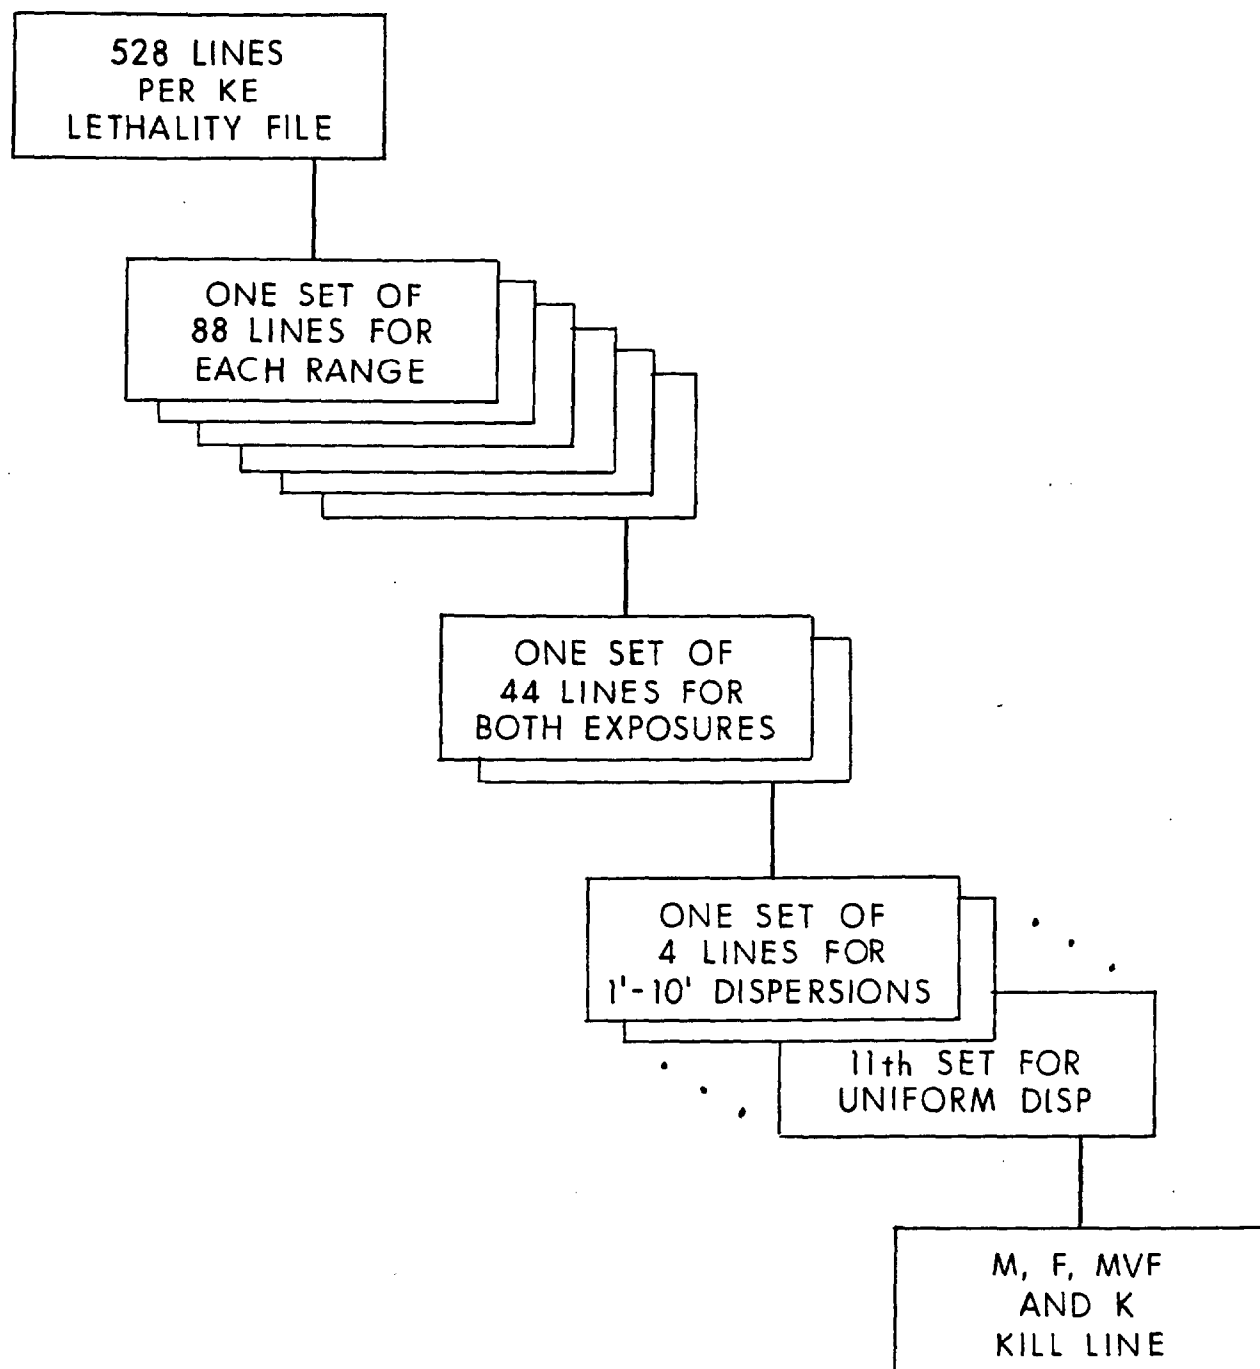 528 LINES
PER KE
LETHALITY FILE
ONE SET OF
88 LINES FOR
EACH RANGE
ONE SET OF
44 LINES FOR
BOTH EXPOSURES
ONE SET OF
4 LINES FOR
1'-10' DISPERSIONS
11th SET FOR
UNIFORM DISP
M, F, MVF
AND K
KILL LINE